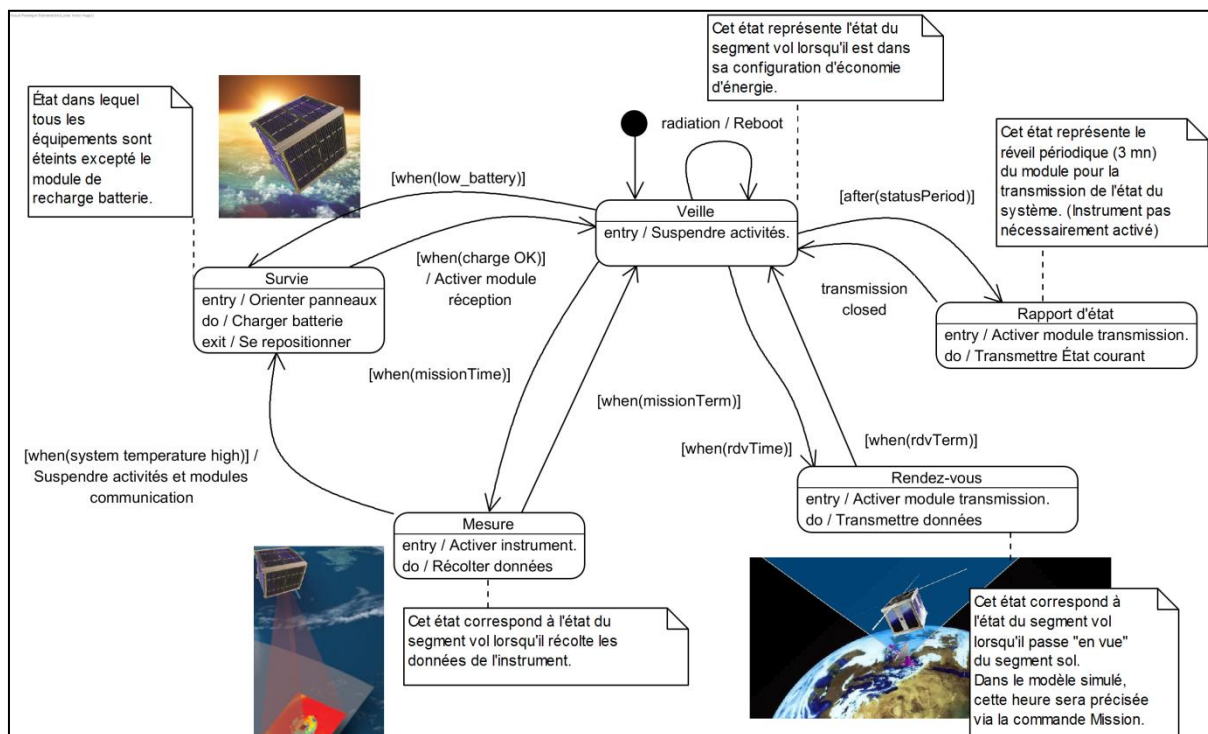 Cet état représente l'état du
segment vol lorsqu'il est dans
sa configuration d'économie
d'énergie.
État dans lequel
tous les
équipements sont
éteints excepté le
module de
recharge batterie.
radiation / Reboot
Cet état représente le
réveil périodique (3 mn)
du module pour la
transmission de l'état du
système. (Instrument pas
nécessairement activé)
[when(low_battery)]
[after(statusPeriod)]
Veille
entry / Suspendre activités.
[when(charge OK)]
/ Activer module
réception
Survie
entry / Orienter panneaux
do / Charger batterie
exit / Se repositionner
transmission
closed
Rapport d'état
entry / Activer module transmission.
do / Transmettre État courant
[when(missionTime)]
[when(missionTerm)]
[when(rdvTime)]
[when(rdvTerm)]
[when(system temperature high)] /
Suspendre activités et modules
communication
Rendez-vous
entry / Activer module transmission.
do / Transmettre données
Mesure
entry / Activer instrument.
do / Récolter données
Cet état correspond à l'état du
segment vol lorsqu'il récolte les
données de l'instrument.
Cet état correspond à
l'état du segment vol
lorsqu'il passe "en vue"
du segment sol.
Dans le modèle simulé,
cette heure sera précisée
via la commande Mission.